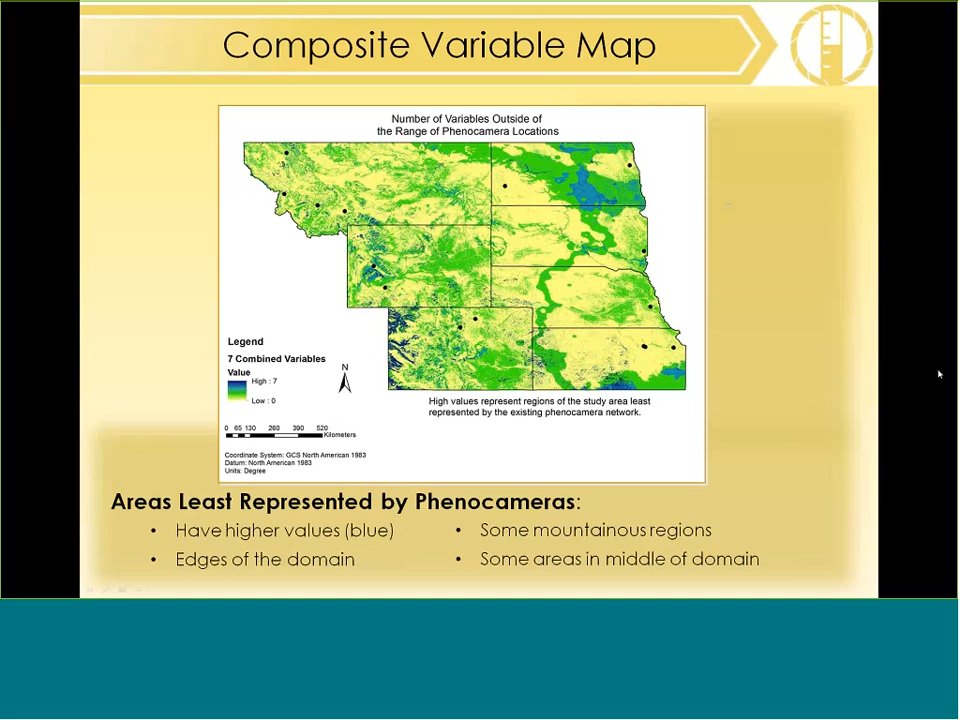 Composite Variable Map
Number of Variables Outside of
the Range of Phenocamera Locations
Legend
7 Combined Variables
Value
High : 7
Low : 0
N
0 65 130 260 390 520
Kilometers
Coordinate System: GCS North American 1983
Datum: North American 1983
Units: Degree
High values represent regions of the study area least
represented by the existing phenocamera network.
Areas Least Represented by Phenocameras:
• Have higher values (blue)
• Edges of the domain
• Some mountainous regions
• Some areas in middle of domain